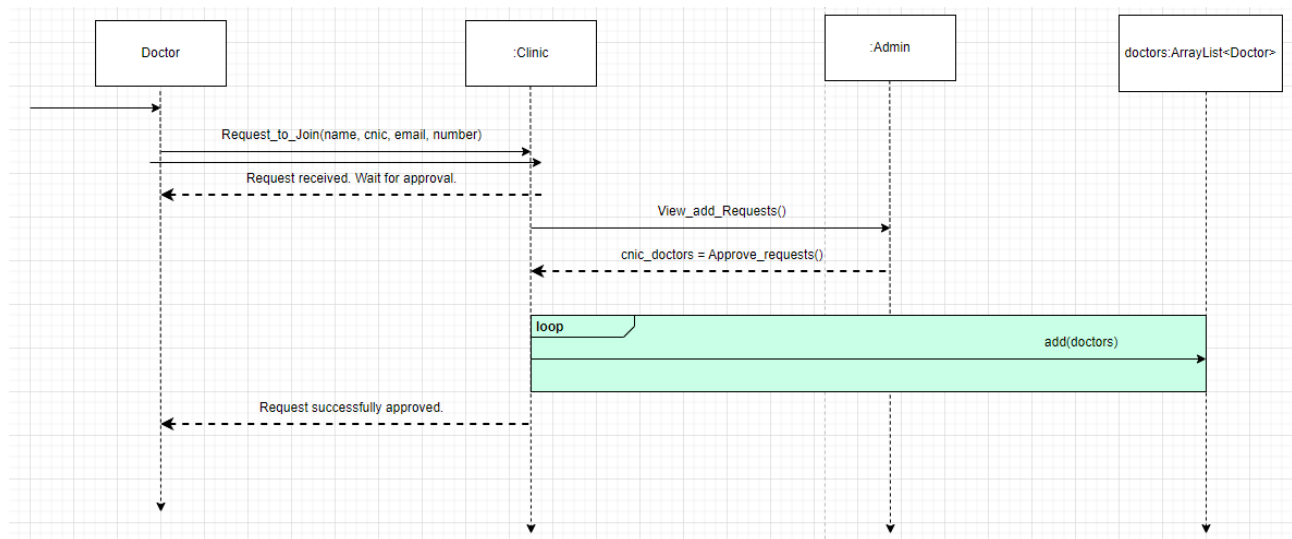 Doctor
:Clinic
:Admin
doctors:ArrayList<Doctor>
Request_to_Join(name, cnic, email, number)
Request received. Wait for approval.
View_add_Requests()
cnic_doctors = Approve_requests()
loop
add(doctors)
Request successfully approved.